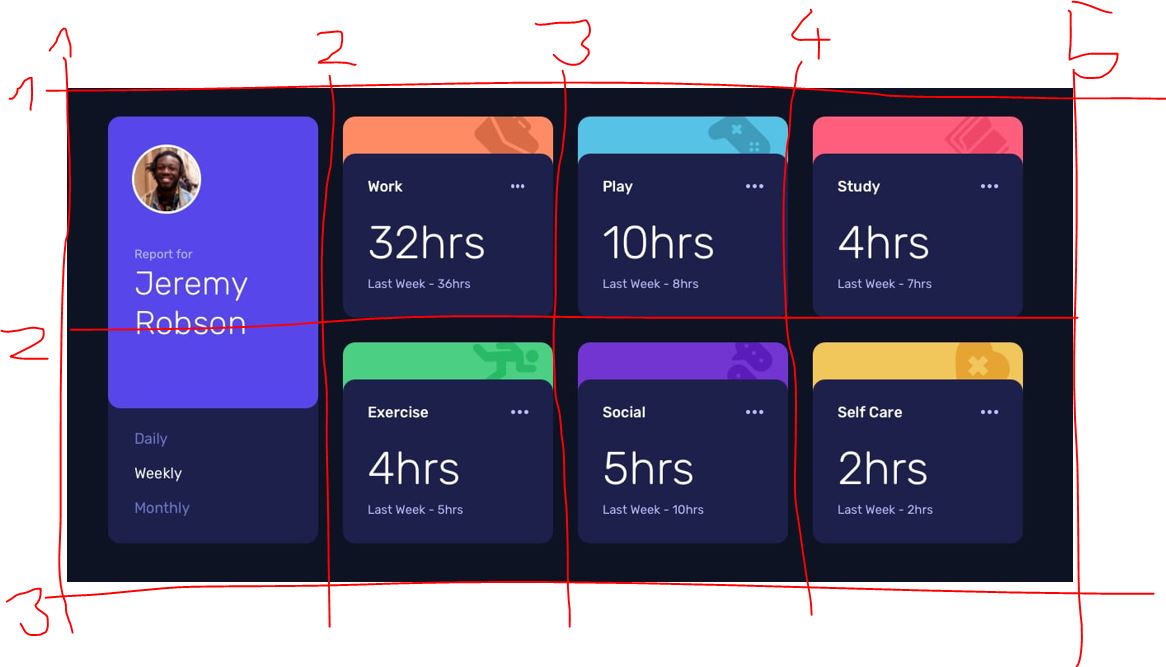 1 2 3 4 5
1
Work ••• Play ••• Study •••
Report for
32hrs 10hrs 4hrs
Jeremy
Last Week - 36hrs Last Week - 8hrs Last Week - 7hrs
Robson
2
Exercise ••• Social ••• Self Care •••
Daily
4hrs 5hrs 2hrs
Weekly
Monthly
Last Week - 5hrs Last Week - 10hrs Last Week - 2hrs
3